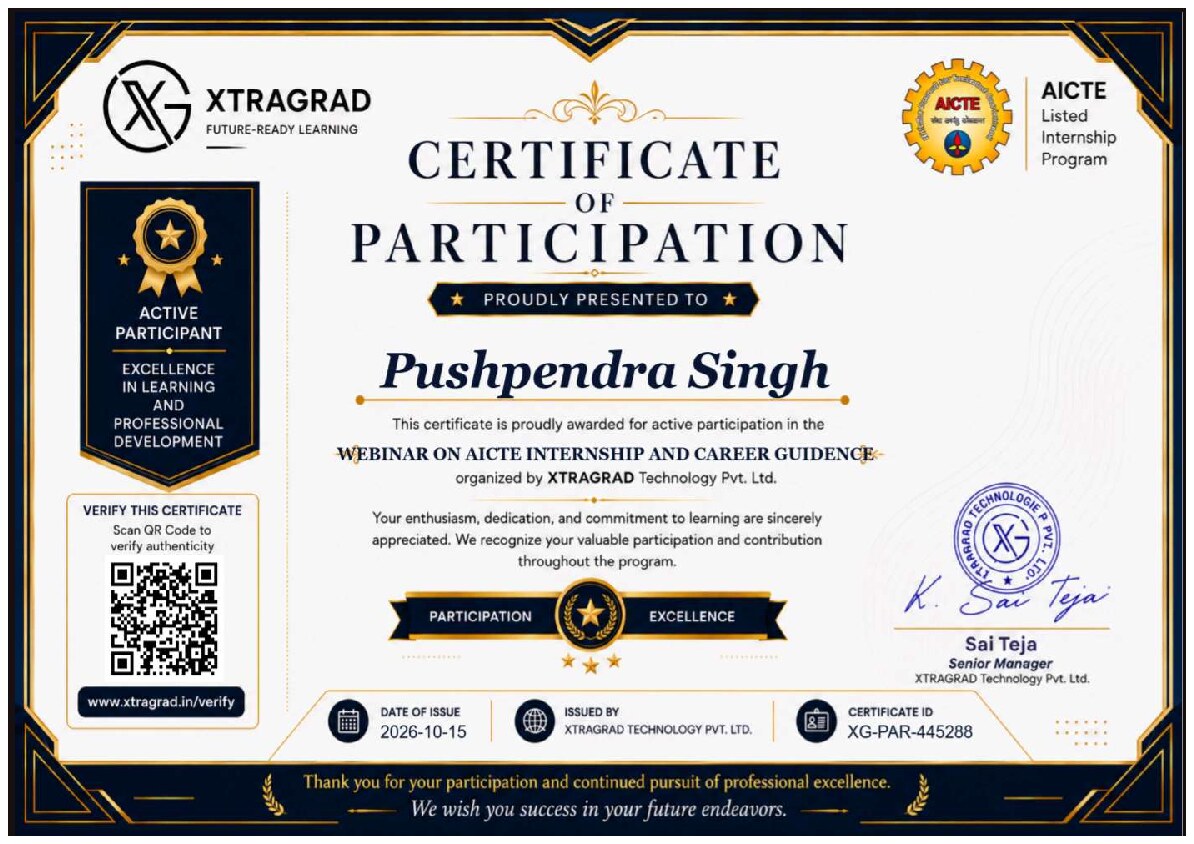 XTRAGRAD
FUTURE-READY LEARNING
AICTE
AICTE
Listed
Internship
Program
CERTIFICATE
OF
PARTICIPATION
PROUDLY PRESENTED TO
ACTIVE
PARTICIPANT
EXCELLENCE
IN LEARNING
AND
PROFESSIONAL
DEVELOPMENT
Pushpendra Singh
This certificate is proudly awarded for active participation in the
WEBINAR ON AICTE INTERNSHIP AND CAREER GUIDENCE
organized by XTRAGRAD Technology Pvt. Ltd.
Your enthusiasm, dedication, and commitment to learning are sincerely
appreciated. We recognize your valuable participation and contribution
throughout the program.
PARTICIPATION
EXCELLENCE
VERIFY THIS CERTIFICATE
Scan QR Code to
verify authenticity
www.xtragrad.in/verify
K. Sai Teja
Sai Teja
Senior Manager
XTRAGRAD Technology Pvt. Ltd.
DATE OF ISSUE
2026-10-15
ISSUED BY
XTRAGRAD TECHNOLOGY PVT. LTD.
CERTIFICATE ID
XG-PAR-445288
Thank you for your participation and continued pursuit of professional excellence.
We wish you success in your future endeavors.